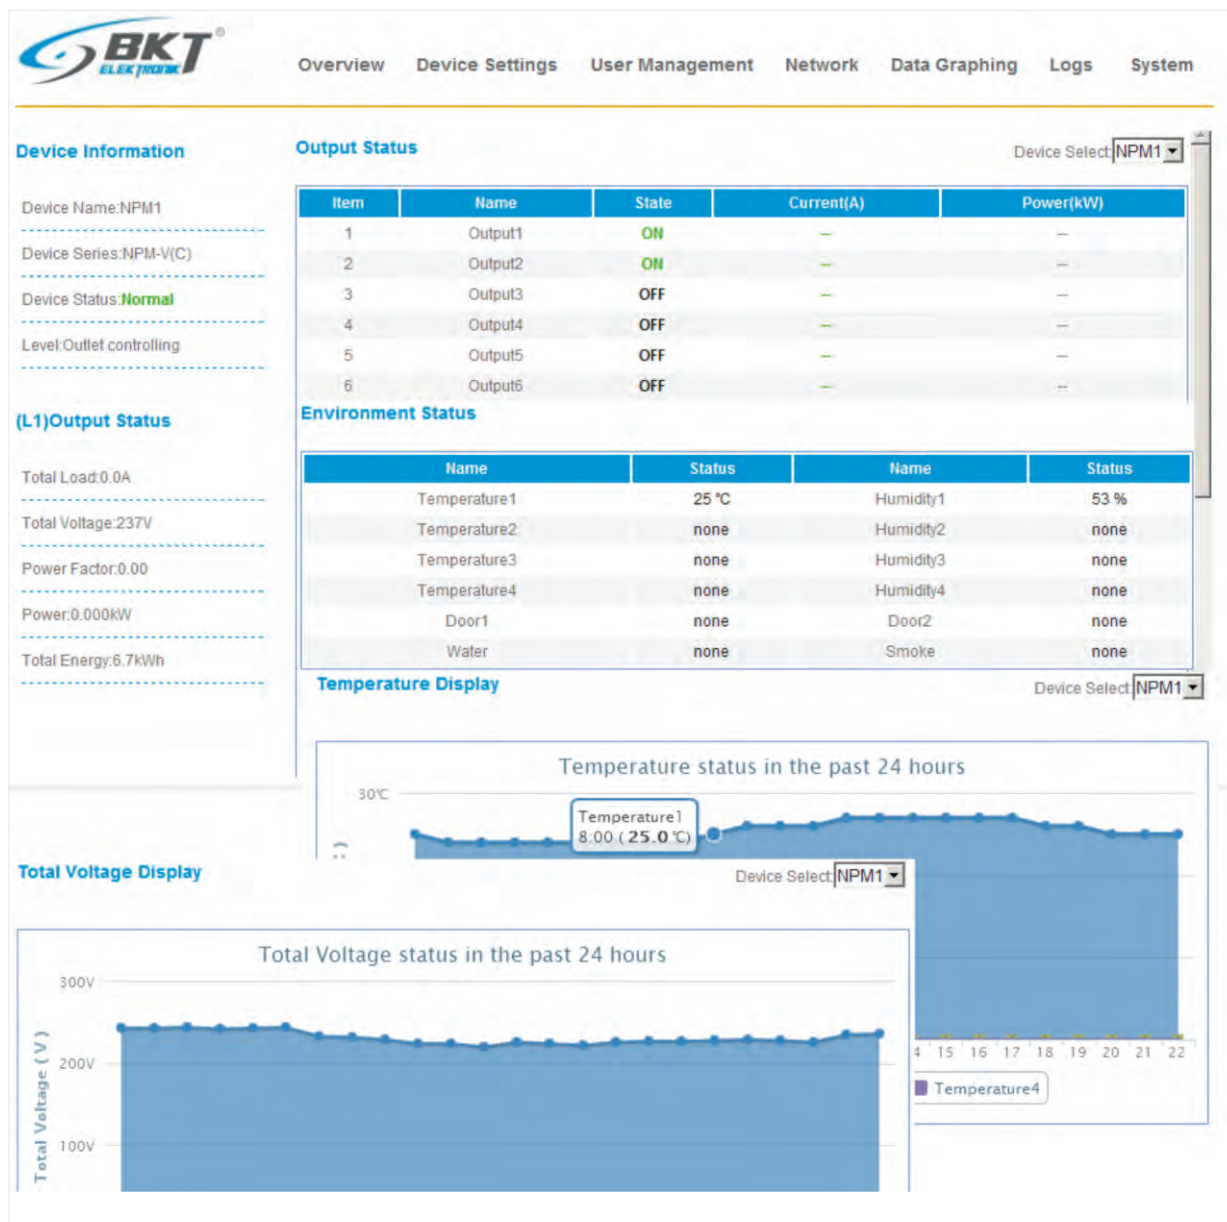 BKT®
ELEKTRONIK
Overview Device Settings User Management Network Data Graphing Logs System
Device Information
Device Name:NPM1
Device Series:NPM-V(C)
Device Status:Normal
Level:Outlet controlling
(L1)Output Status
Total Load:0.0A
Total Voltage:237V
Power Factor:0.00
Power:0.000kW
Total Energy:6.7kWh
Output Status
Device Select:NPM1
Item Name State Current(A) Power(kW)
1 Output1 ON -- --
2 Output2 ON -- --
3 Output3 OFF -- --
4 Output4 OFF -- --
5 Output5 OFF -- --
6 Output6 OFF -- --
Environment Status
Name Status Name Status
Temperature1 25 ℃ Humidity1 53 %
Temperature2 none Humidity2 none
Temperature3 none Humidity3 none
Temperature4 none Humidity4 none
Door1 none Door2 none
Water none Smoke none
Temperature Display
Device Select:NPM1
Temperature status in the past 24 hours
30℃
Temperature1
8:00 ( 25.0 ℃)
4 15 16 17 18 19 20 21 22
Temperature4
Total Voltage Display
Device Select:NPM1
Total Voltage status in the past 24 hours
Total Voltage ( V )
300V
200V
100V